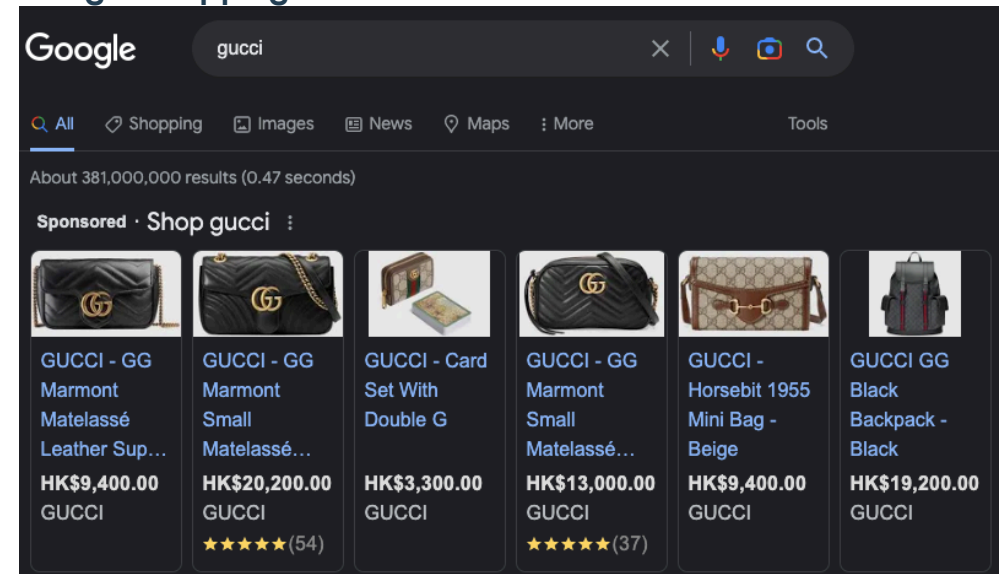 Google
gucci
All Shopping Images News Maps More Tools
About 381,000,000 results (0.47 seconds)
Sponsored · Shop gucci
GUCCI - GG
Marmont
Matelassé
Leather Sup...
HK$9,400.00
GUCCI
GUCCI - GG
Marmont
Small
Matelassé...
HK$20,200.00
GUCCI
(54)
GUCCI - Card
Set With
Double G
HK$3,300.00
GUCCI
GUCCI - GG
Marmont
Small
Matelassé...
HK$13,000.00
GUCCI
(37)
GUCCI -
Horsebit 1955
Mini Bag -
Beige
HK$9,400.00
GUCCI
GUCCI GG
Black
Backpack -
Black
HK$19,200.00
GUCCI